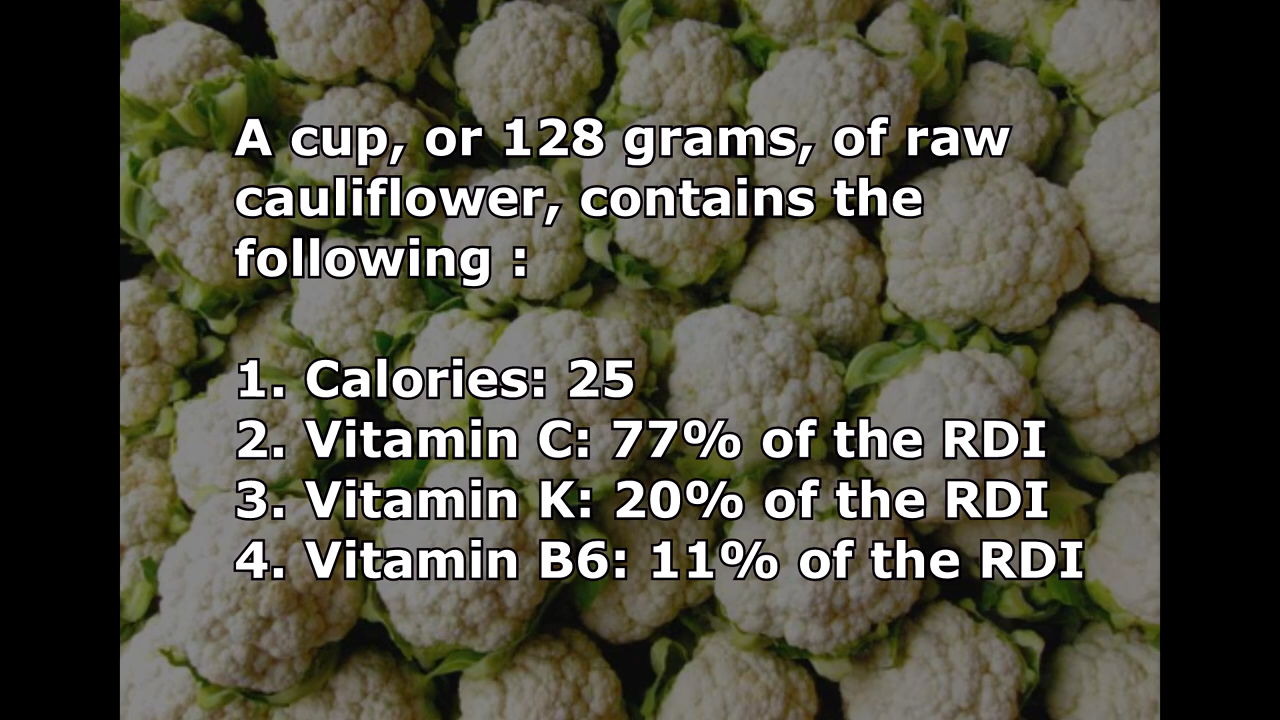 A cup, or 128 grams, of raw
cauliflower, contains the
following :
1. Calories: 25
2. Vitamin C: 77% of the RDI
3. Vitamin K: 20% of the RDI
4. Vitamin B6: 11% of the RDI